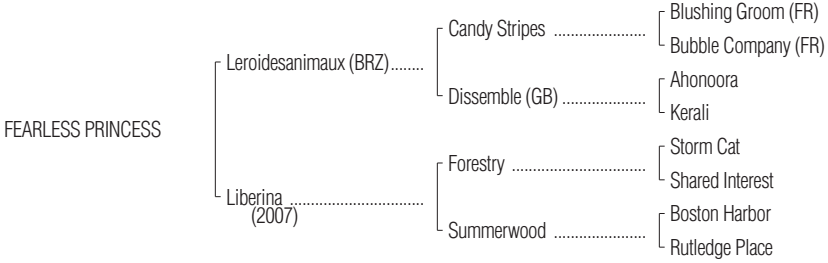 Blushing Groom (FR)
Candy Stripes ......................
Bubble Company (FR)
Leroidesanimaux (BRZ)........
Ahonoora
Dissemble (GB) ....................
Kerali
FEARLESS PRINCESS
Storm Cat
Forestry ................................
Shared Interest
Liberina ................................
(2007)
Boston Harbor
Summerwood ......................
Rutledge Place